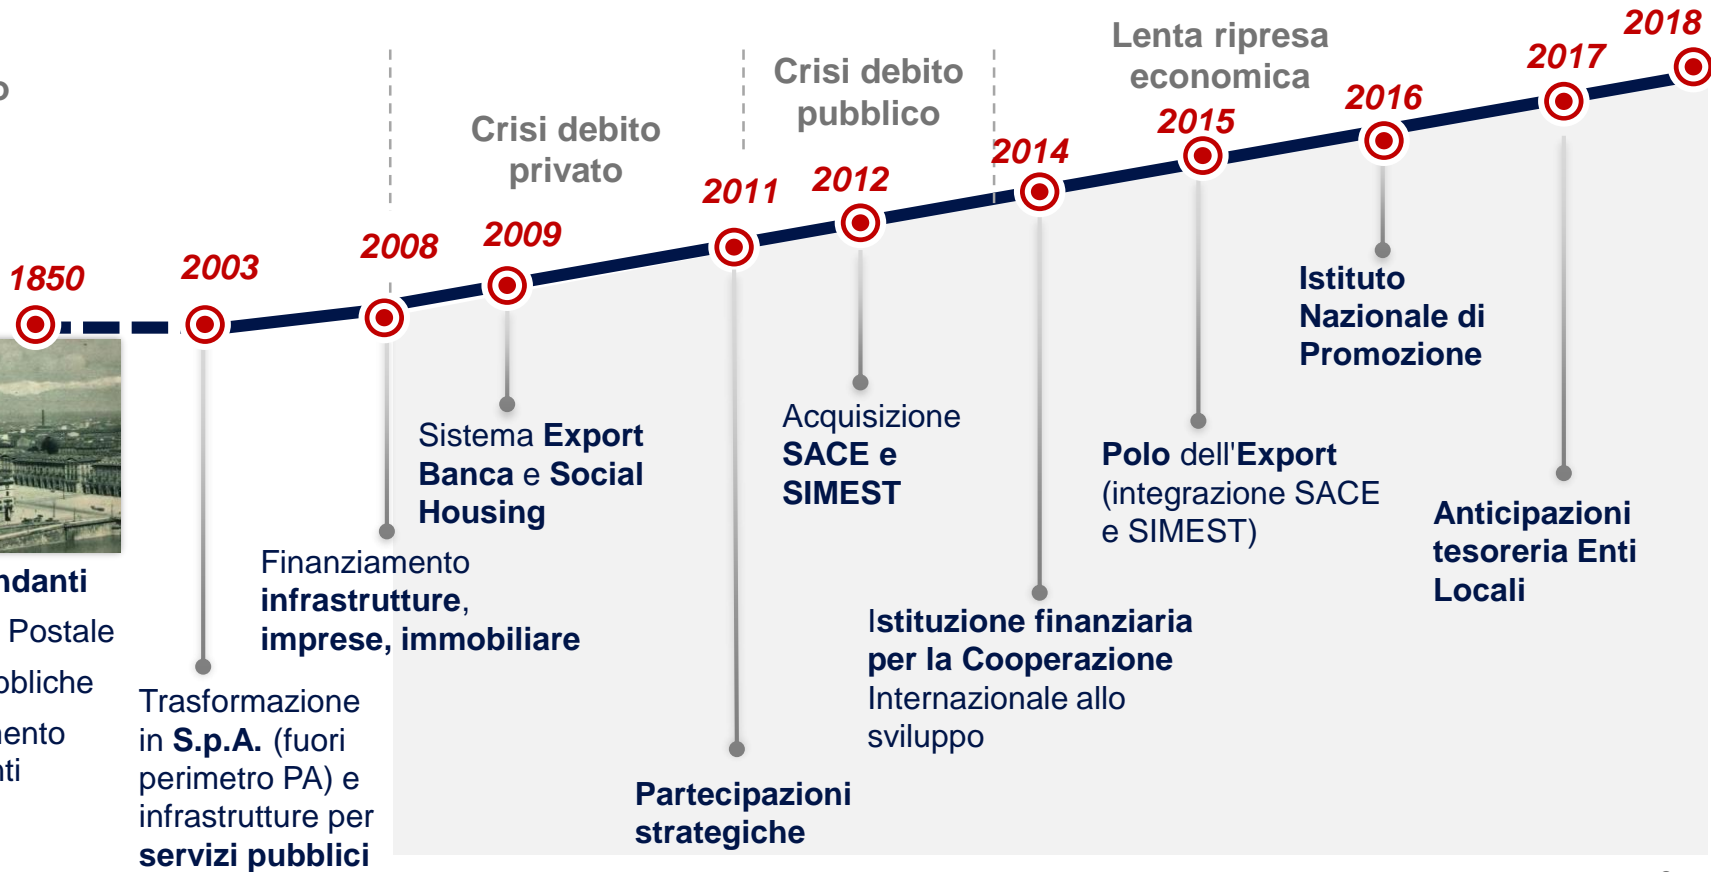 Crisi debito
privato
Crisi debito
pubblico
Lenta ripresa
economica
1850
2003
2008
2009
2011
2012
2014
2015
2016
2017
2018
Postale
Trasformazione
in S.p.A. (fuori
perimetro PA) e
infrastrutture per
servizi pubblici
Finanziamento
infrastrutture,
imprese, immobiliare
Sistema Export
Banca e Social
Housing
Partecipazioni
strategiche
Acquisizione
SACE e
SIMEST
Istituzione finanziaria
per la Cooperazione
Internazionale allo
sviluppo
Polo dell'Export
(integrazione SACE
e SIMEST)
Istituto
Nazionale di
Promozione
Anticipazioni
tesoreria Enti
Locali